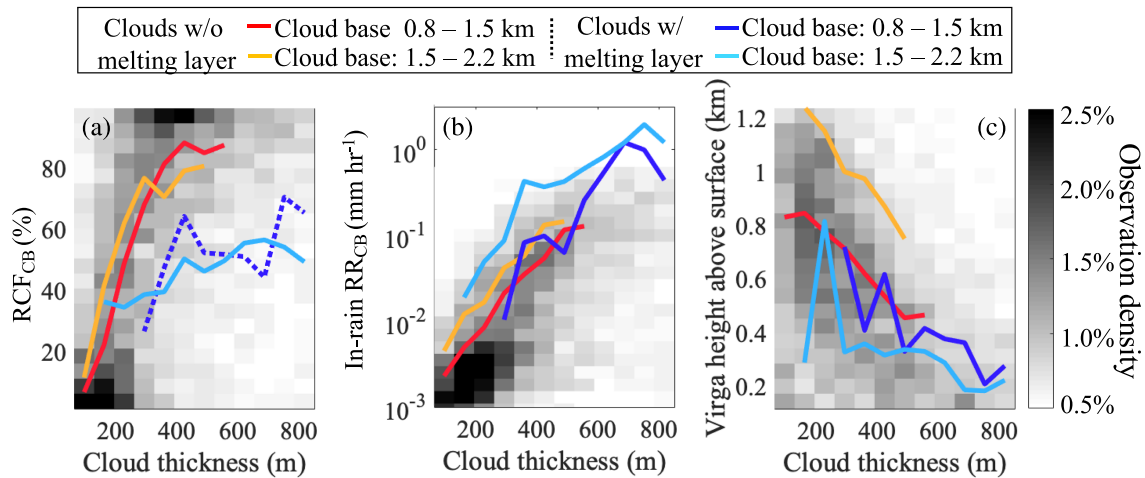 Clouds w/o melting layer
Cloud base 0.8 – 1.5 km
Cloud base: 1.5 – 2.2 km
Clouds w/ melting layer
Cloud base: 0.8 – 1.5 km
Cloud base: 1.5 – 2.2 km
(a)
RCF_CB (%)
80
60
40
20
200 400 600 800
Cloud thickness (m)
(b)
In-rain RR_CB (mm hr⁻¹)
10⁰
10⁻¹
10⁻²
10⁻³
200 400 600 800
Cloud thickness (m)
(c)
Virga height above surface (km)
1.2
1
0.8
0.6
0.4
0.2
200 400 600 800
Cloud thickness (m)
2.5%
2.0%
1.5%
1.0%
0.5%
Observation density